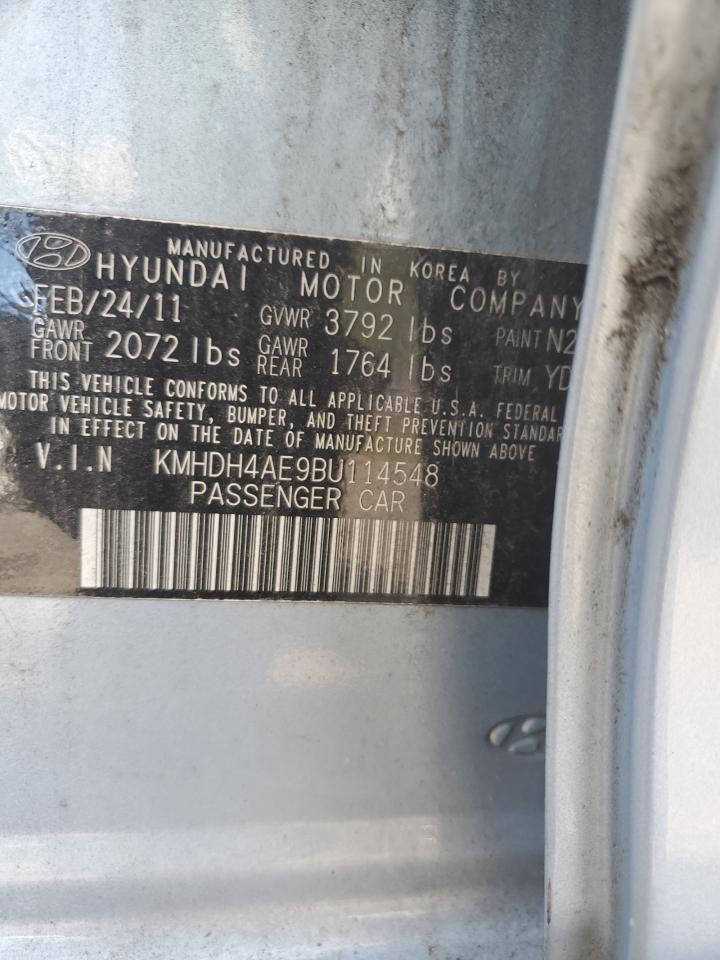 MANUFACTURED IN KOREA BY
HYUNDAI MOTOR COMPANY
FEB/24/11 GVWR 3792 lbs PAINT N2
GAWR FRONT 2072 lbs GAWR REAR 1764 lbs TRIM YD
THIS VEHICLE CONFORMS TO ALL APPLICABLE U.S.A. FEDERAL
MOTOR VEHICLE SAFETY, BUMPER, AND THEFT PREVENTION STANDA
IN EFFECT ON THE DATE OF MANUFACTURE SHOWN ABOVE
V.I.N KMHDH4AE9BU114548
PASSENGER CAR